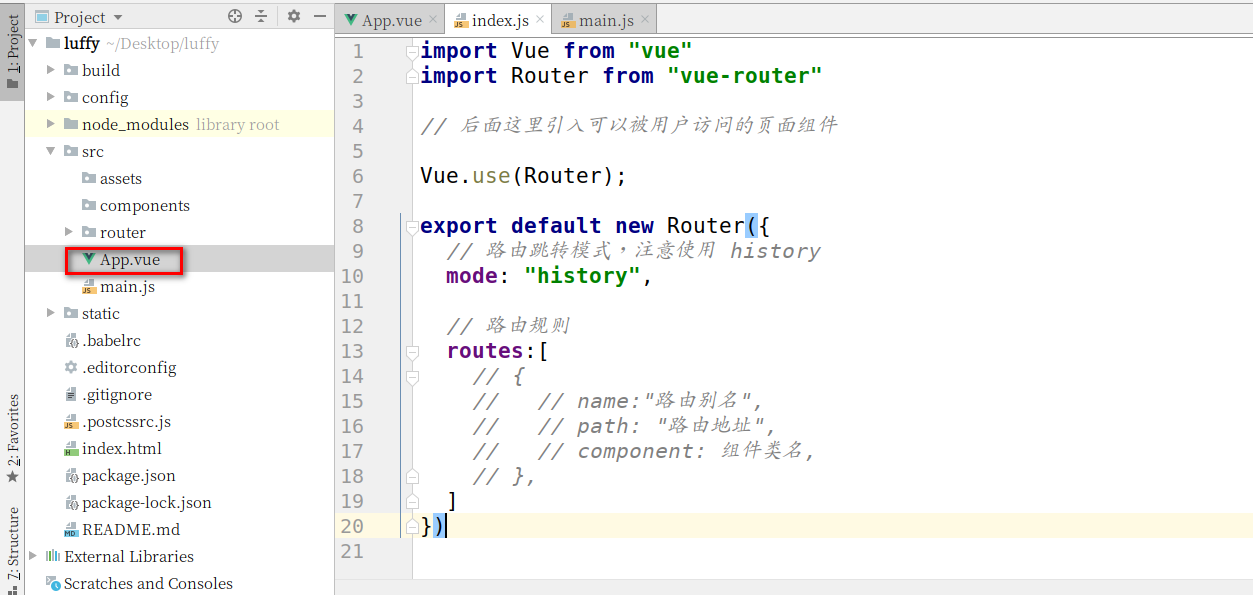 1: Project
2: Favorites
7: Structure
Project
luffy ~/Desktop/luffy
build
config
node_modules library root
src
assets
components
router
App.vue
main.js
static
.babelrc
.editorconfig
.gitignore
.postcssrc.js
index.html
package.json
package-lock.json
README.md
External Libraries
Scratches and Consoles
App.vue index.js main.js
1 import Vue from "vue"
2 import Router from "vue-router"
3
4 // 后面这里引入可以被用户访问的页面组件
5
6 Vue.use(Router);
7
8 export default new Router({
9 // 路由跳转模式，注意使用 history
10 mode: "history",
11
12 // 路由规则
13 routes:[
14 // {
15 // // name:"路由别名",
16 // // path: "路由地址",
17 // // component: 组件类名,
18 // },
19 ]
20 })
21